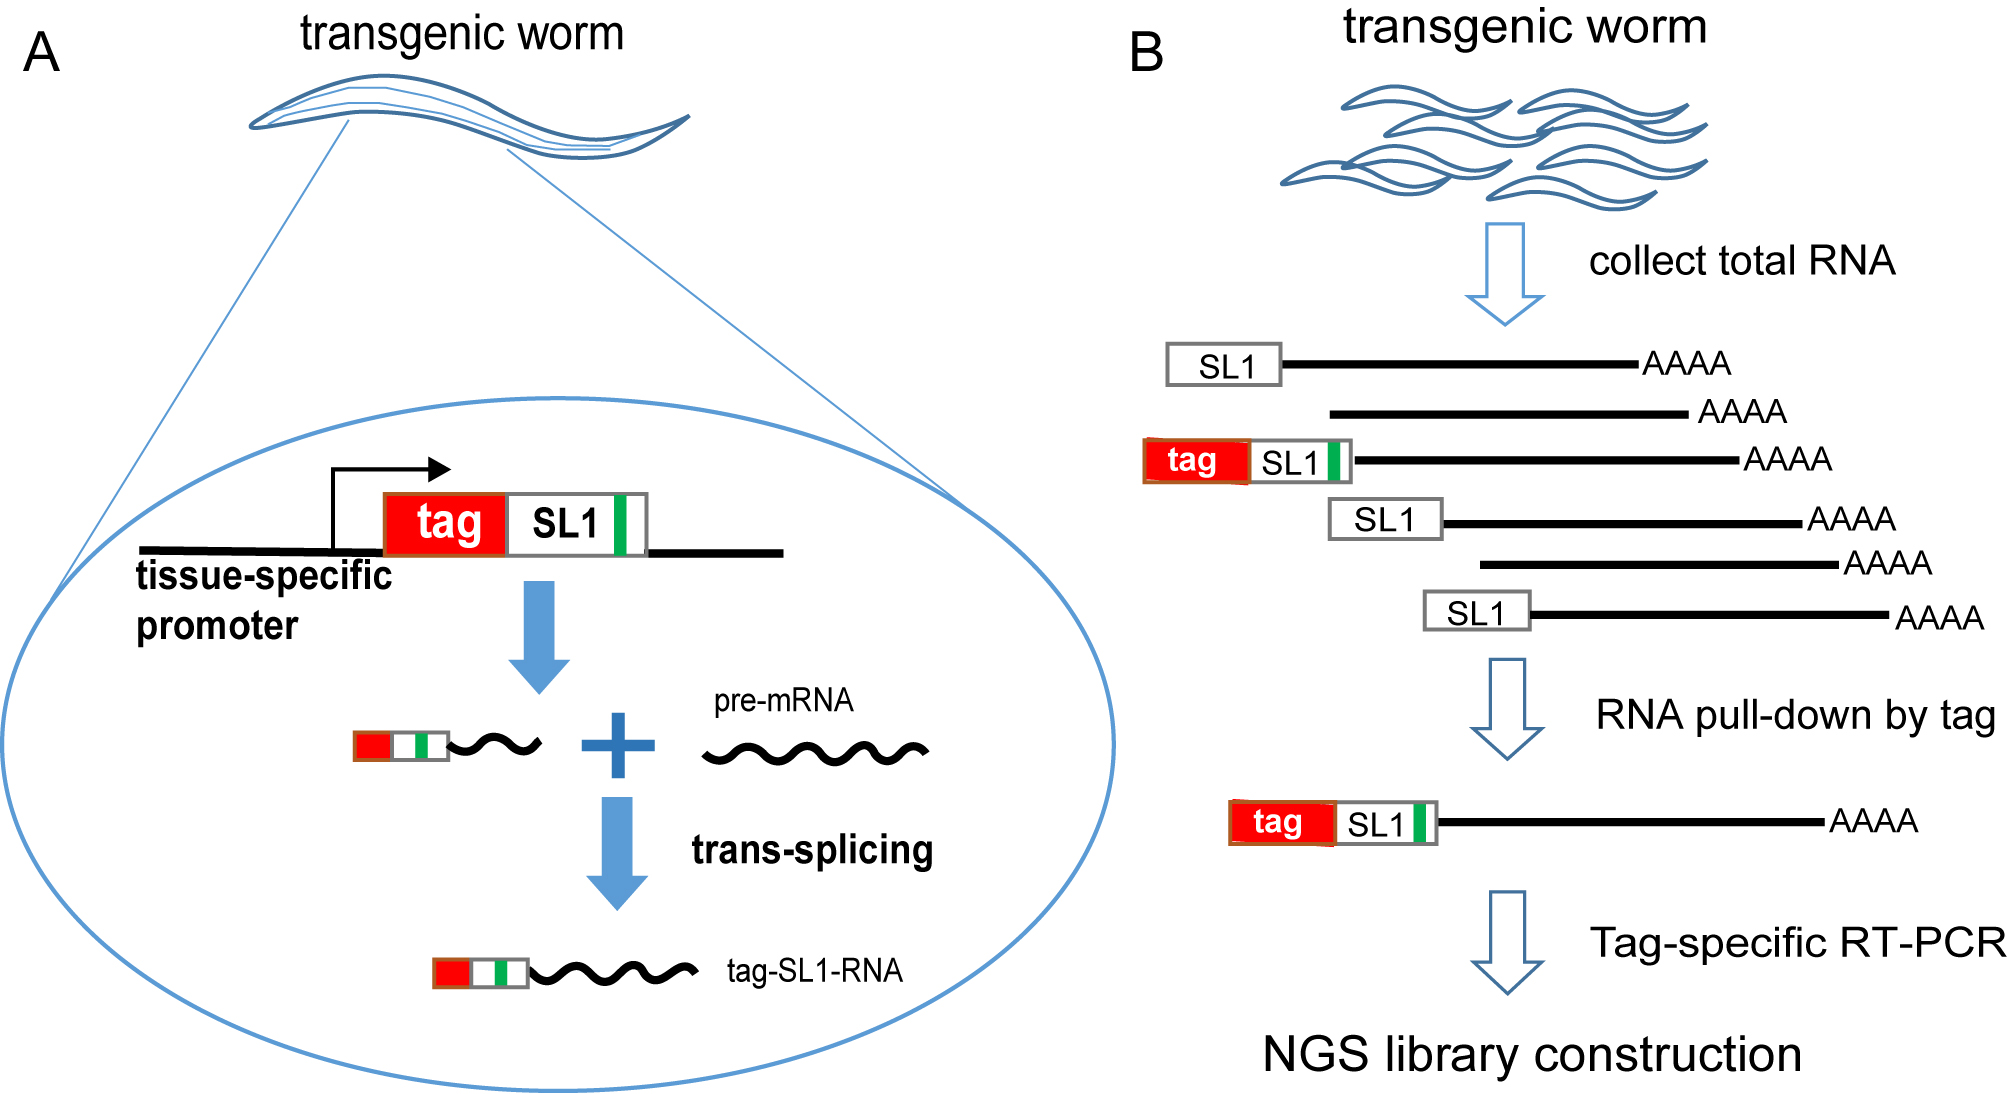 A
transgenic worm
tag SL1
tissue-specific
promoter
pre-mRNA
trans-splicing
tag-SL1-RNA
B
transgenic worm
collect total RNA
SL1 AAAA
AAAA
tag SL1 AAAA
SL1 AAAA
AAAA
SL1 AAAA
RNA pull-down by tag
tag SL1 AAAA
Tag-specific RT-PCR
NGS library construction